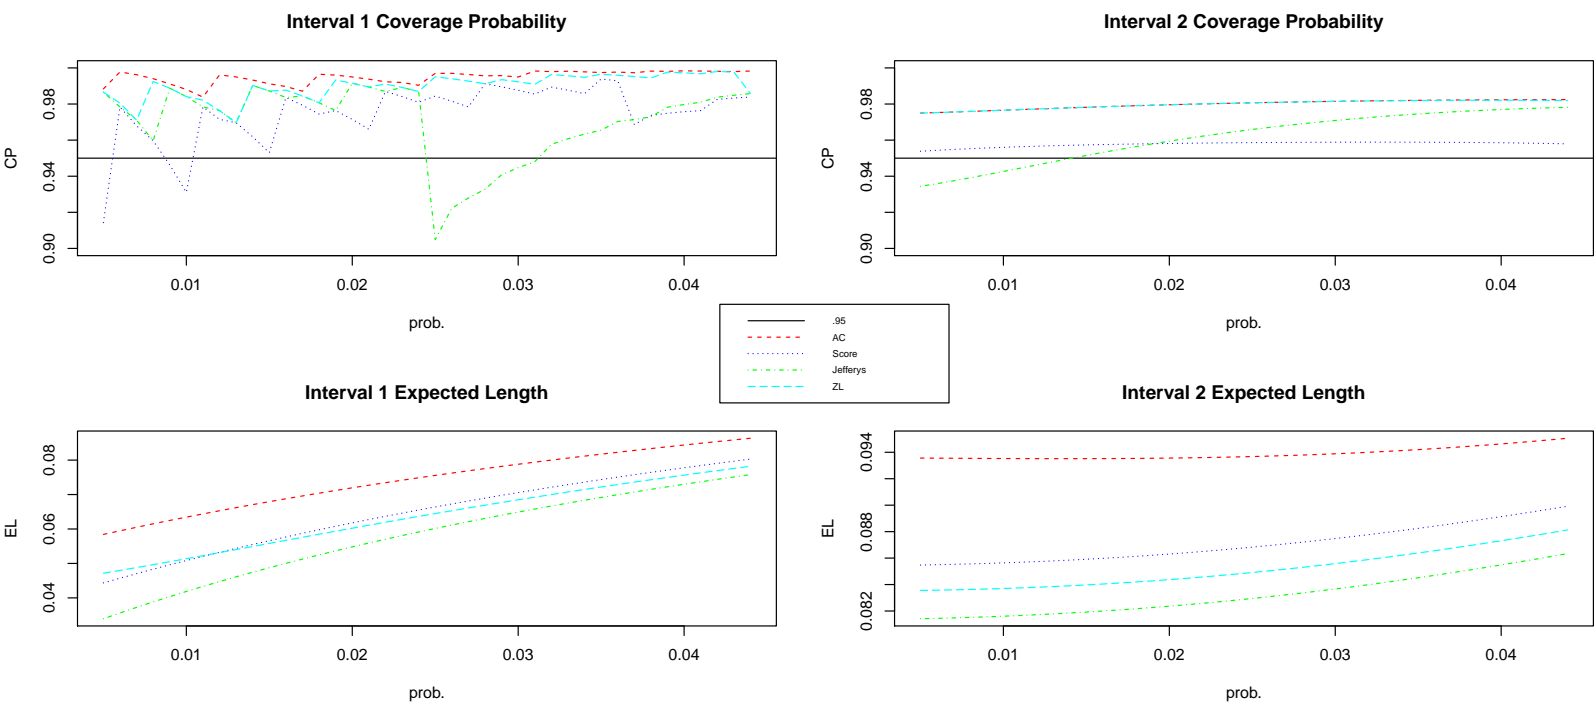 Interval 1 Coverage Probability
CP
0.90
0.94
0.98
0.01
0.02
0.03
0.04
prob.
Interval 2 Coverage Probability
CP
0.90
0.94
0.98
0.01
0.02
0.03
0.04
prob.
.95
AC
Score
Jefferys
ZL
Interval 1 Expected Length
EL
0.04
0.06
0.08
0.01
0.02
0.03
0.04
prob.
Interval 2 Expected Length
EL
0.082
0.088
0.094
0.01
0.02
0.03
0.04
prob.